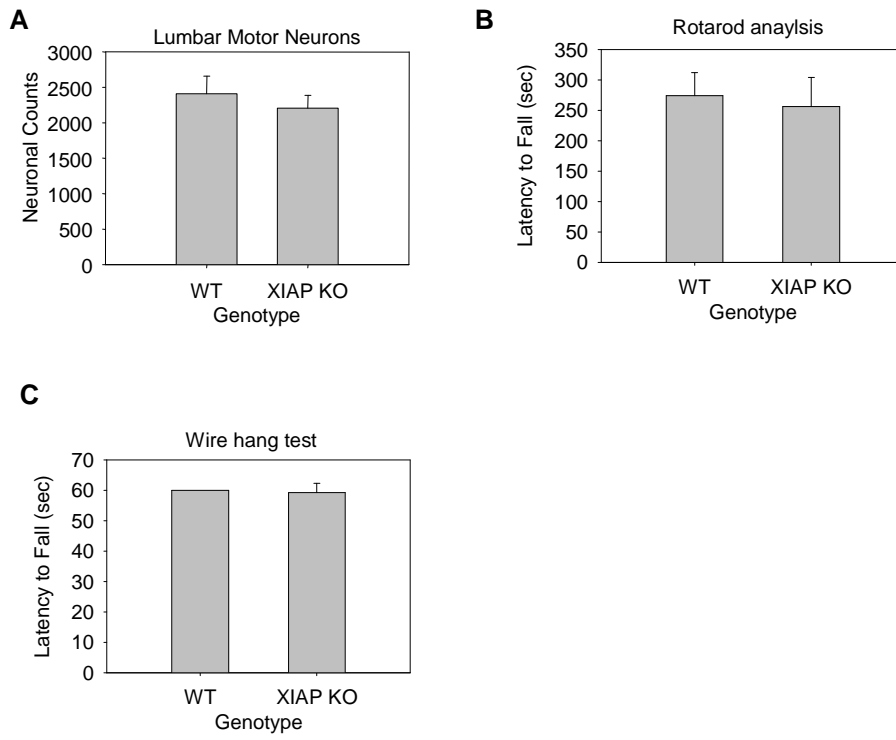 A
Lumbar Motor Neurons
3000
2500
2000
1500
1000
500
0
Neuronal Counts
WT XIAP KO
Genotype
B
Rotarod anaylsis
350
300
250
200
150
100
50
0
Latency to Fall (sec)
WT XIAP KO
Genotype
C
Wire hang test
70
60
50
40
30
20
10
0
Latency to Fall (sec)
WT XIAP KO
Genotype